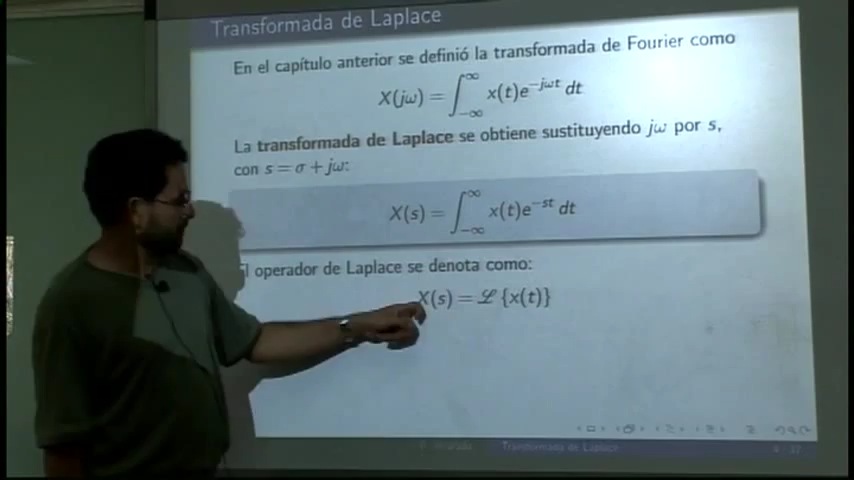 Transformada de Laplace
En el capítulo anterior se definió la transformada de Fourier como
X(jω) = ∫_{-∞}^{∞} x(t)e^{-jωt} dt
La transformada de Laplace se obtiene sustituyendo jω por s,
con s = σ + jω:
X(s) = ∫_{-∞}^{∞} x(t)e^{-st} dt
l operador de Laplace se denota como:
X(s) = ℒ {x(t)}
Transformada de Laplace